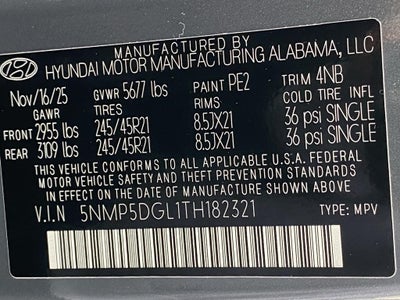 MANUFACTURED BY
HYUNDAI MOTOR MANUFACTURING ALABAMA, LLC
Nov/16/25 GVWR 5677 lbs PAINT PE2 TRIM 4NB
GAWR TIRES RIMS COLD TIRE INFL
FRONT 2955 lbs 245/45R21 8.5JX21 36 psi SINGLE
REAR 3109 lbs 245/45R21 8.5JX21 36 psi SINGLE
THIS VEHICLE CONFORMS TO ALL APPLICABLE U.S.A. FEDERAL
MOTOR VEHICLE SAFETY AND THEFT PREVENTION STANDARDS
IN EFFECT ON THE DATE OF MANUFACTURE SHOWN ABOVE.
V.I.N 5NMP5DGL1TH182321 TYPE: MPV